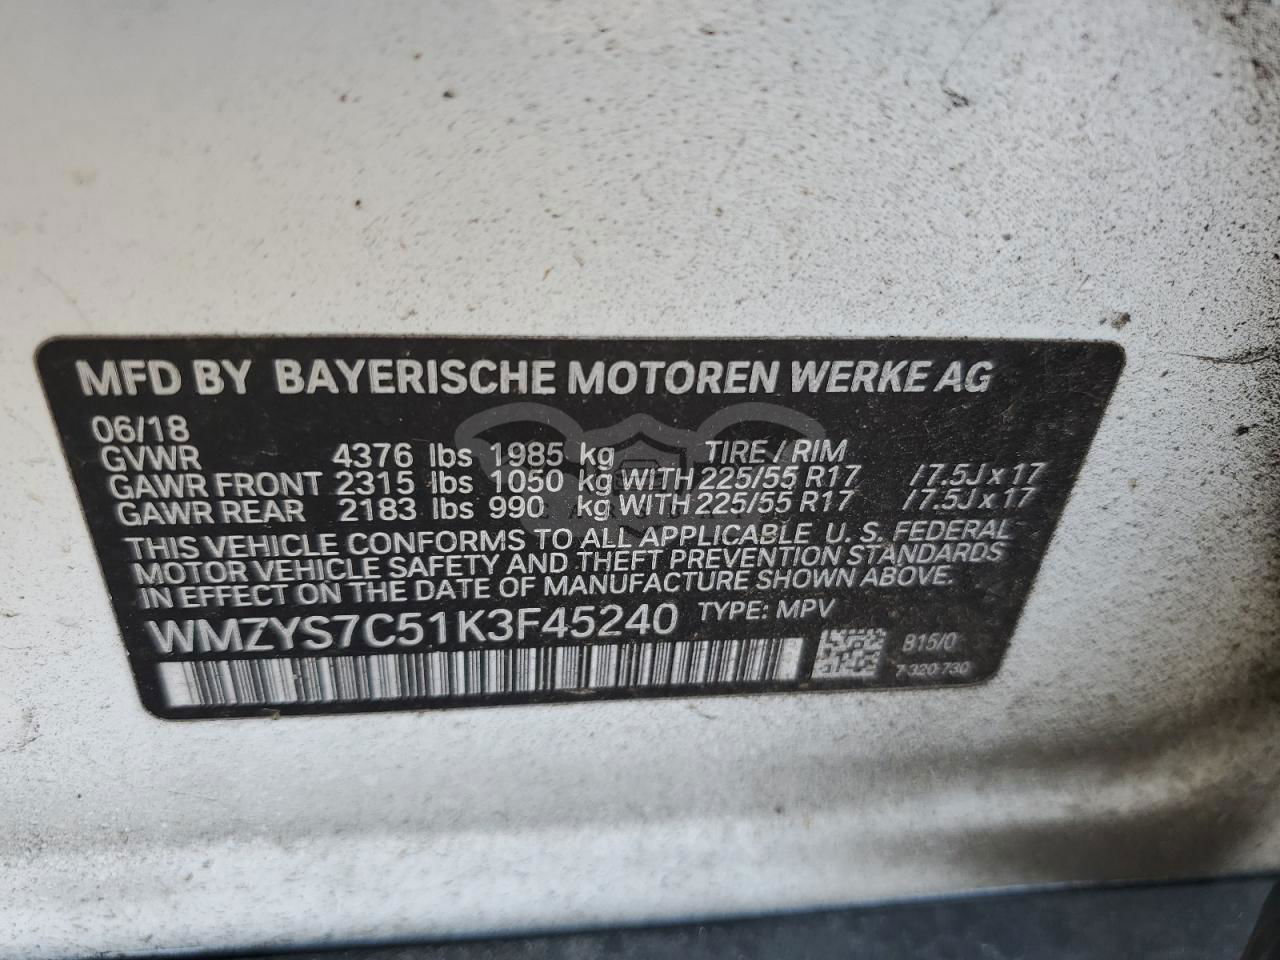 MFD BY BAYERISCHE MOTOREN WERKE AG
06/18
GVWR 4376 lbs 1985 kg TIRE / RIM
GAWR FRONT 2315 lbs 1050 kg WITH 225/55 R17 /7.5J x 17
GAWR REAR 2183 lbs 990 kg WITH 225/55 R17 /7.5J x 17
THIS VEHICLE CONFORMS TO ALL APPLICABLE U. S. FEDERAL
MOTOR VEHICLE SAFETY AND THEFT PREVENTION STANDARDS
IN EFFECT ON THE DATE OF MANUFACTURE SHOWN ABOVE.
WMZYS7C51K3F45240 TYPE: MPV
B15/0
7 320 730